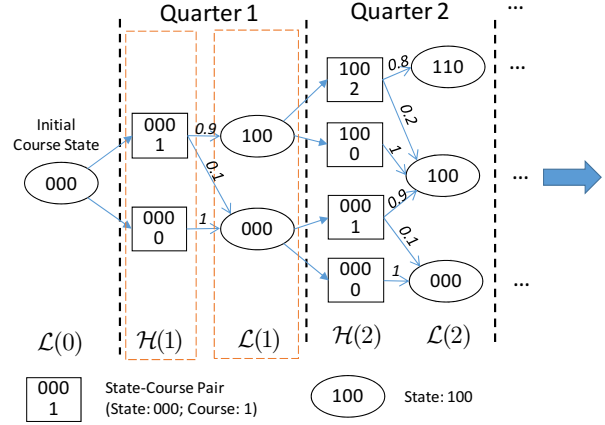 Quarter 1
Quarter 2
...
Initial
Course State
000
000
1
0.9
0.1
100
000
0
1
000
100
2
0.8
0.2
110
...
100
0
1
100
...
000
1
0.9
0.1
000
0
1
000
...
ℒ(0)
ℋ(1)
ℒ(1)
ℋ(2)
ℒ(2)
000
1
State-Course Pair
(State: 000; Course: 1)
100
State: 100